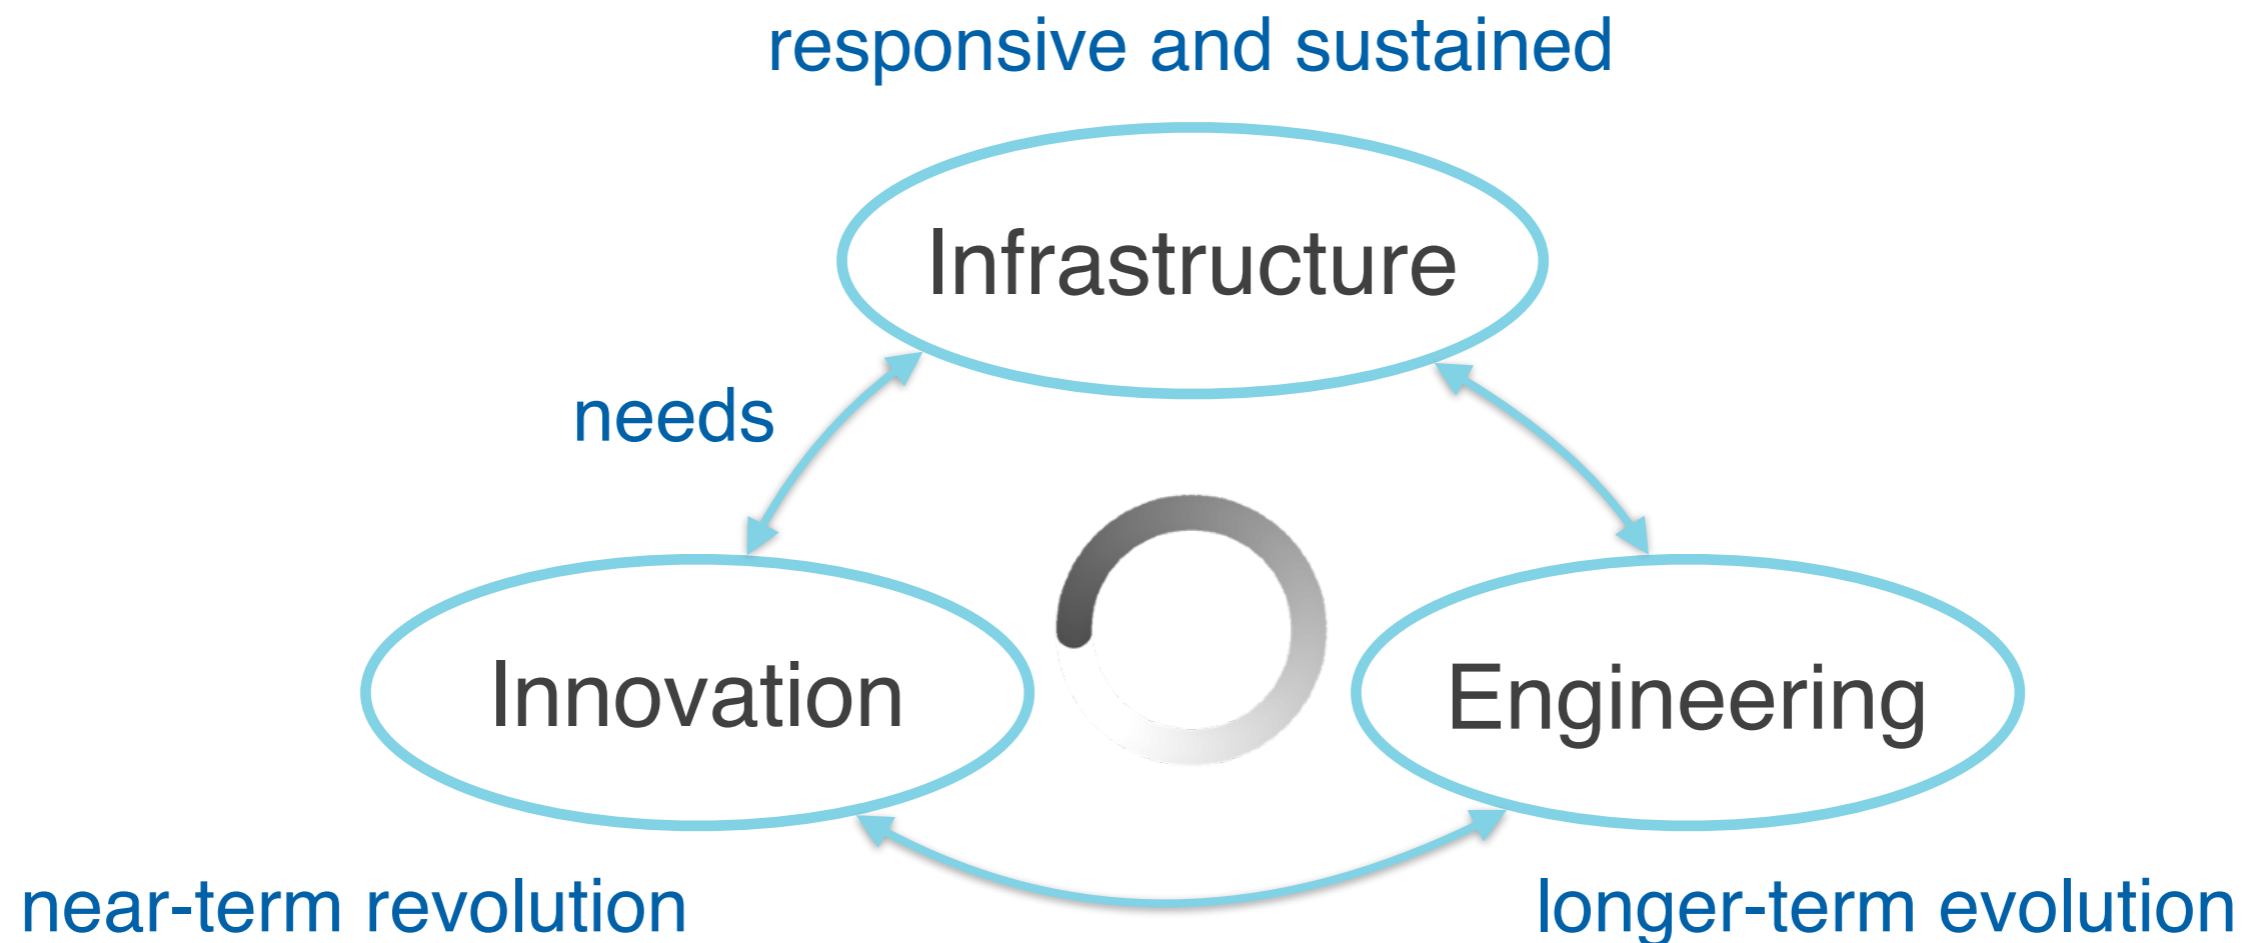 responsive and sustained
Infrastructure
needs
Innovation
Engineering
near-term revolution
longer-term evolution